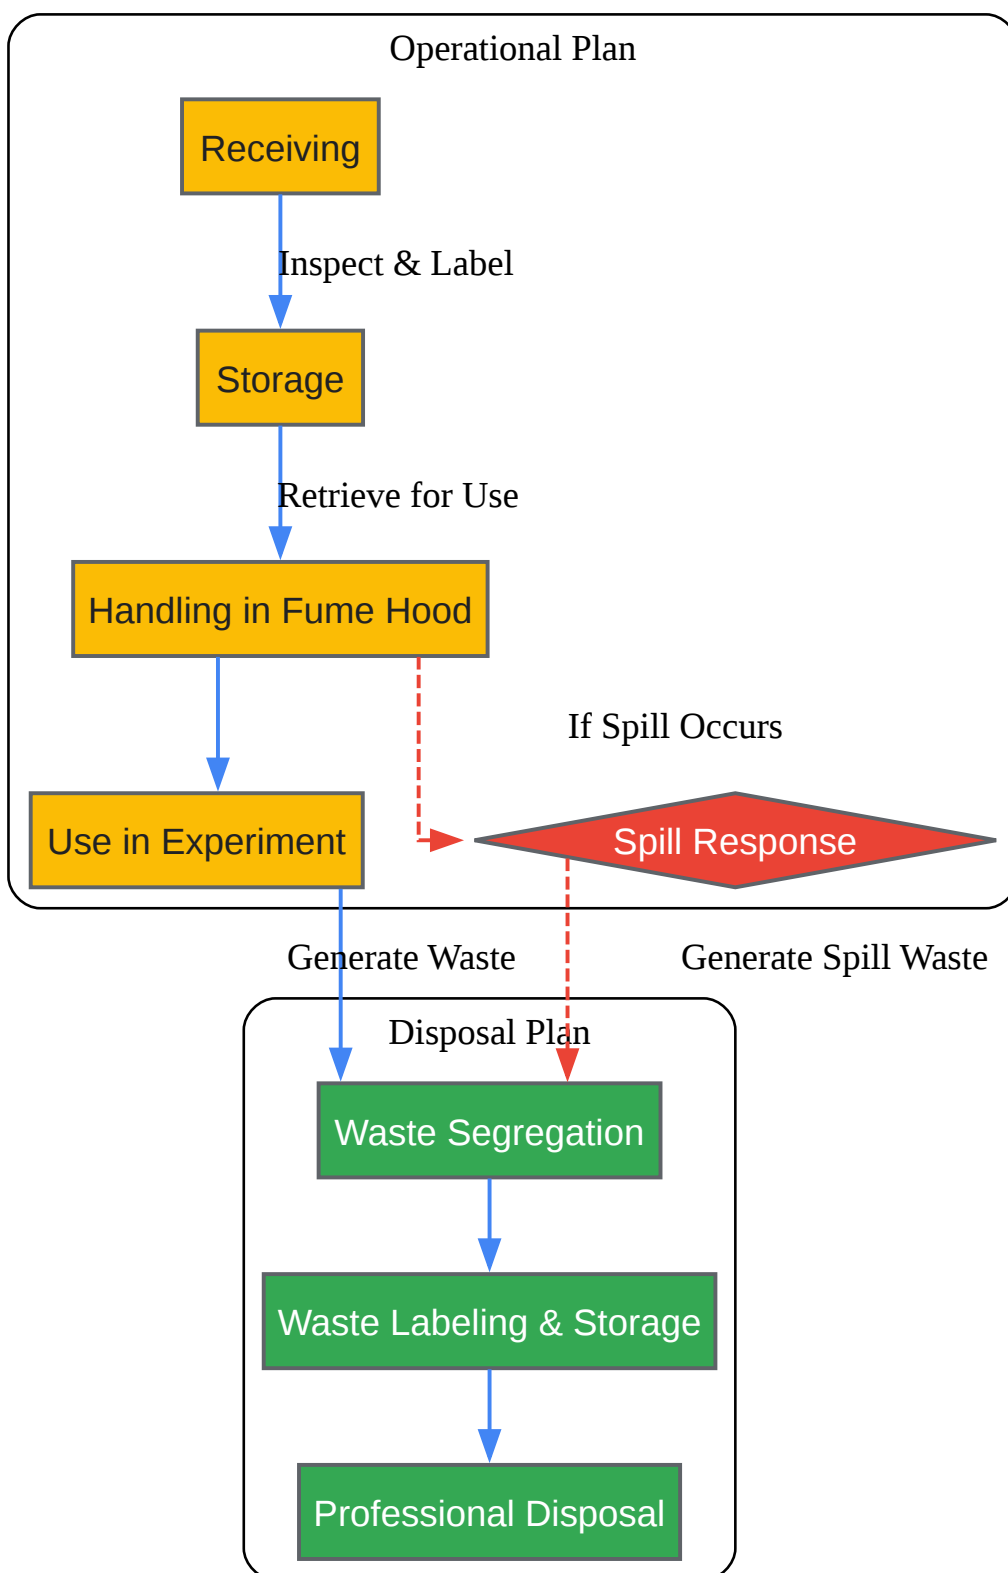 Operational Plan
Receiving
Inspect & Label
Storage
Retrieve for Use
Handling in Fume Hood
If Spill Occurs
Use in Experiment
Spill Response
Generate Waste
Generate Spill Waste
Disposal Plan
Waste Segregation
Waste Labeling & Storage
Professional Disposal